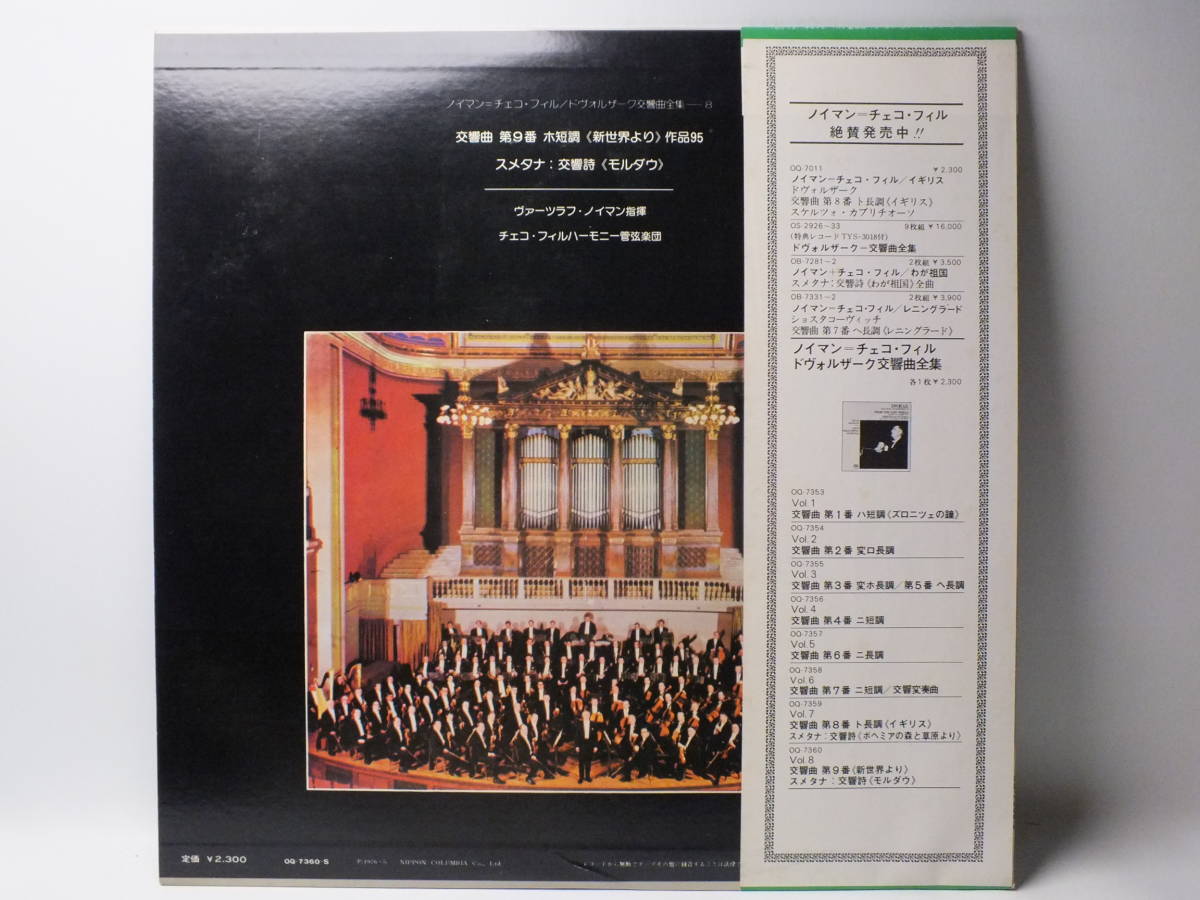 ノイマン=チェコ・フィル/ドヴォルザーク交響曲全集—8
交響曲 第9番 ホ短調《新世界より》作品95
スメタナ：交響詩《モルダウ》
ヴァーツラフ・ノイマン指揮
チェコ・フィルハーモニー管弦楽団
定価 ￥2.300
OQ-7360-S
Ⓟ1976・5 NIPPON COLUMBIA Co., Ltd.
ノイマン=チェコ・フィル
絶賛発売中!!
OQ-7011 ￥2,300
ノイマン=チェコ・フィル/イギリス
ドヴォルザーク
交響曲 第8番 ト長調《イギリス》
スケルツォ・カプリチオーソ
OS-2926~33 9枚組 ￥16,000
(特典レコードTYS-3018付)
ドヴォルザーク=交響曲全集
OB-7281~2 2枚組 ￥3,500
ノイマン+チェコ・フィル/わが祖国
スメタナ：交響詩《わが祖国》全曲
OB-7331~2 2枚組 ￥3,900
ノイマン=チェコ・フィル/レニングラード
ショスタコーヴィッチ
交響曲 第7番 ヘ長調《レニングラード》
ノイマン=チェコ・フィル
ドヴォルザーク交響曲全集
各1枚 ￥2,300
OQ-7353
Vol.1
交響曲 第1番 ハ短調《ズロニツェの鐘》
OQ-7354
Vol.2
交響曲 第2番 変ロ長調
OQ-7355
Vol.3
交響曲 第3番 変ホ長調/第5番 ヘ長調
OQ-7356
Vol.4
交響曲 第4番 ニ短調
OQ-7357
Vol.5
交響曲 第6番 ニ長調
OQ-7358
Vol.6
交響曲 第7番 ニ短調/交響変奏曲
OQ-7359
Vol.7
交響曲 第8番 ト長調《イギリス》
スメタナ：交響詩《ボヘミアの森と草原より》
OQ-7360
Vol.8
交響曲 第9番《新世界より》
スメタナ：交響詩《モルダウ》